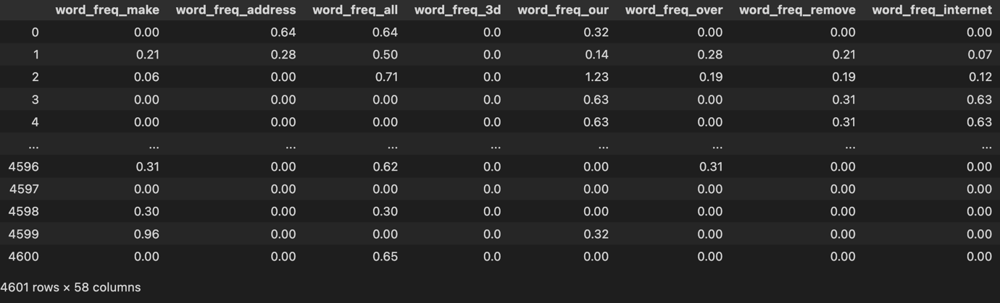 word_freq_make word_freq_address word_freq_all word_freq_3d word_freq_our word_freq_over word_freq_remove word_freq_internet
0 0.00 0.64 0.64 0.0 0.32 0.00 0.00 0.00
1 0.21 0.28 0.50 0.0 0.14 0.28 0.21 0.07
2 0.06 0.00 0.71 0.0 1.23 0.19 0.19 0.12
3 0.00 0.00 0.00 0.0 0.63 0.00 0.31 0.63
4 0.00 0.00 0.00 0.0 0.63 0.00 0.31 0.63
... ... ... ... ... ... ... ... ...
4596 0.31 0.00 0.62 0.0 0.00 0.31 0.00 0.00
4597 0.00 0.00 0.00 0.0 0.00 0.00 0.00 0.00
4598 0.30 0.00 0.30 0.0 0.00 0.00 0.00 0.00
4599 0.96 0.00 0.00 0.0 0.32 0.00 0.00 0.00
4600 0.00 0.00 0.65 0.0 0.00 0.00 0.00 0.00
4601 rows × 58 columns